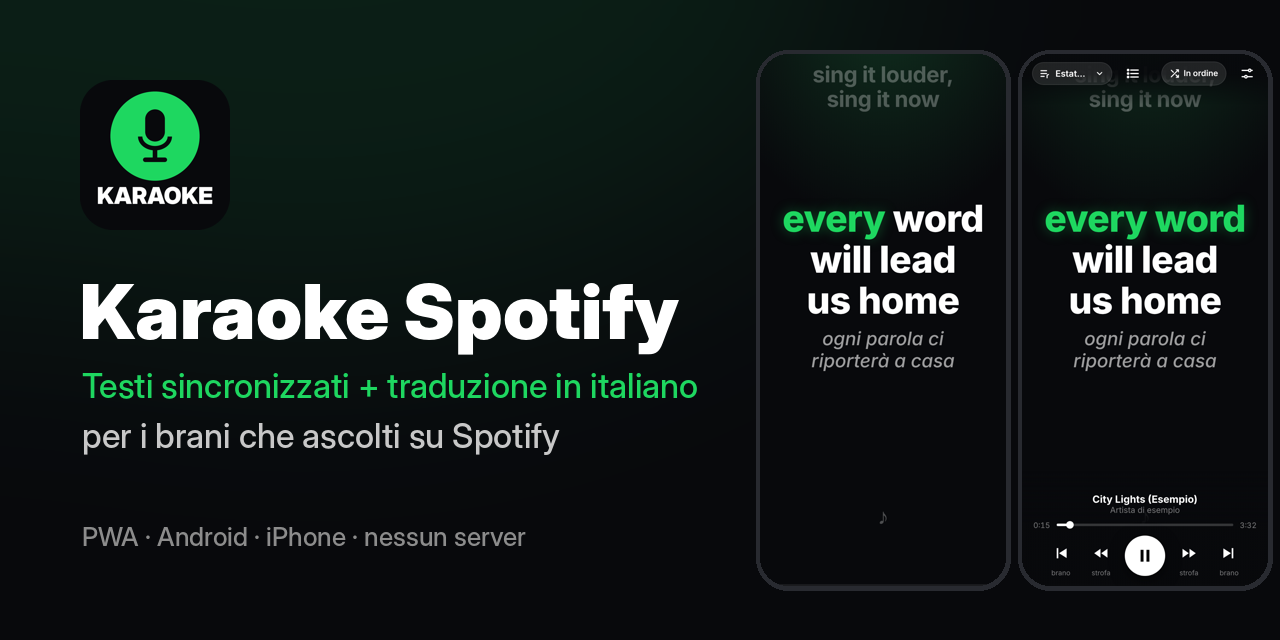 KARAOKE
Karaoke Spotify
Testi sincronizzati + traduzione in italiano
per i brani che ascolti su Spotify
PWA · Android · iPhone · nessun server
sing it louder,
sing it now
every word
will lead
us home
ogni parola ci
riporterà a casa
♪
Estat...
In ordine
sing it louder,
sing it now
every word
will lead
us home
ogni parola ci
riporterà a casa
City Lights (Esempio)
Artista di esempio
0:15
3:32
brano
strofa
strofa
brano